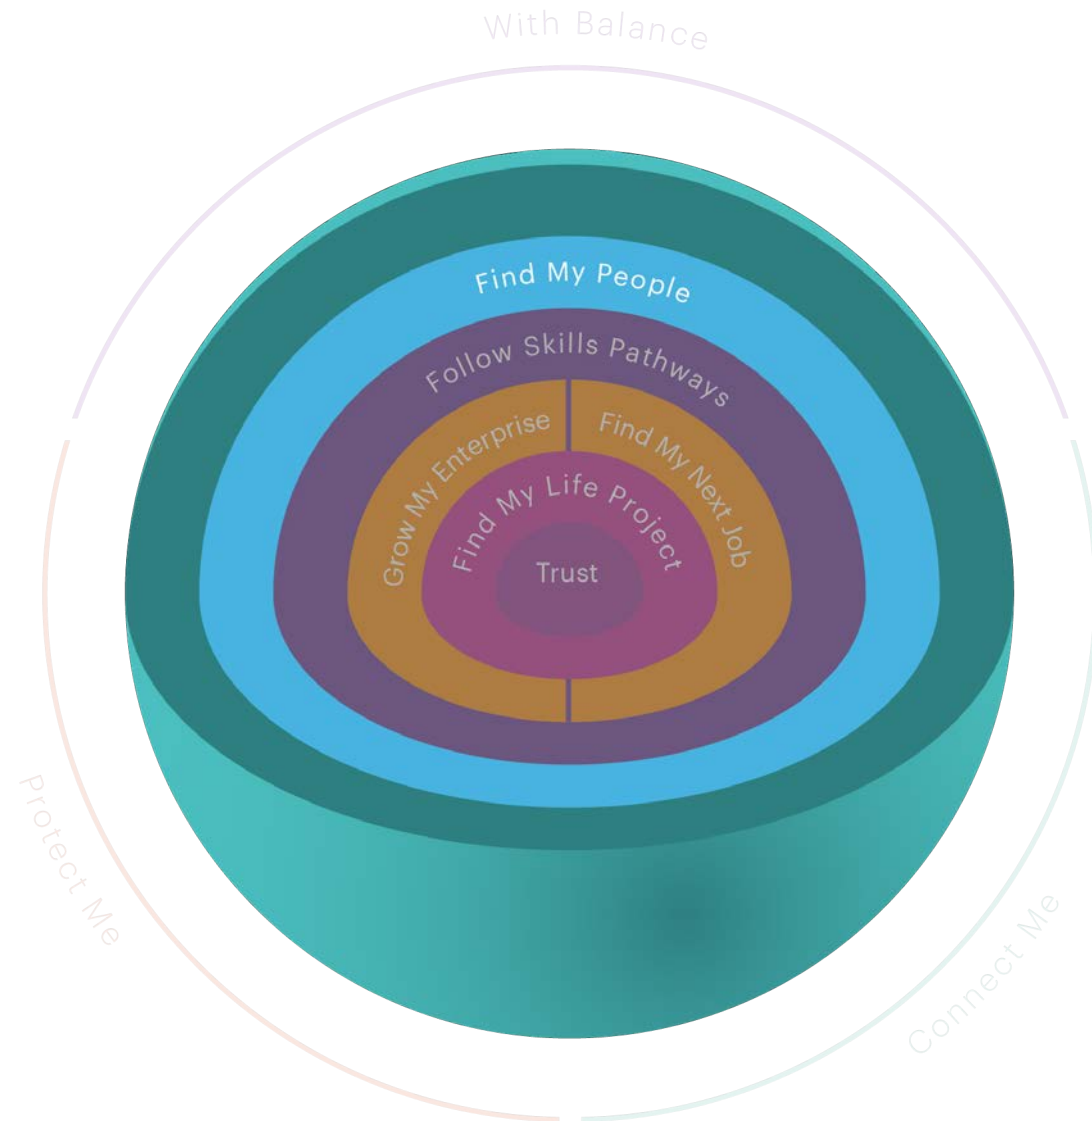 With Balance
Find My People
Follow Skills Pathways
Grow My Enterprise
Find My Next Job
Find My Life Project
Trust
Protect Me
Connect Me